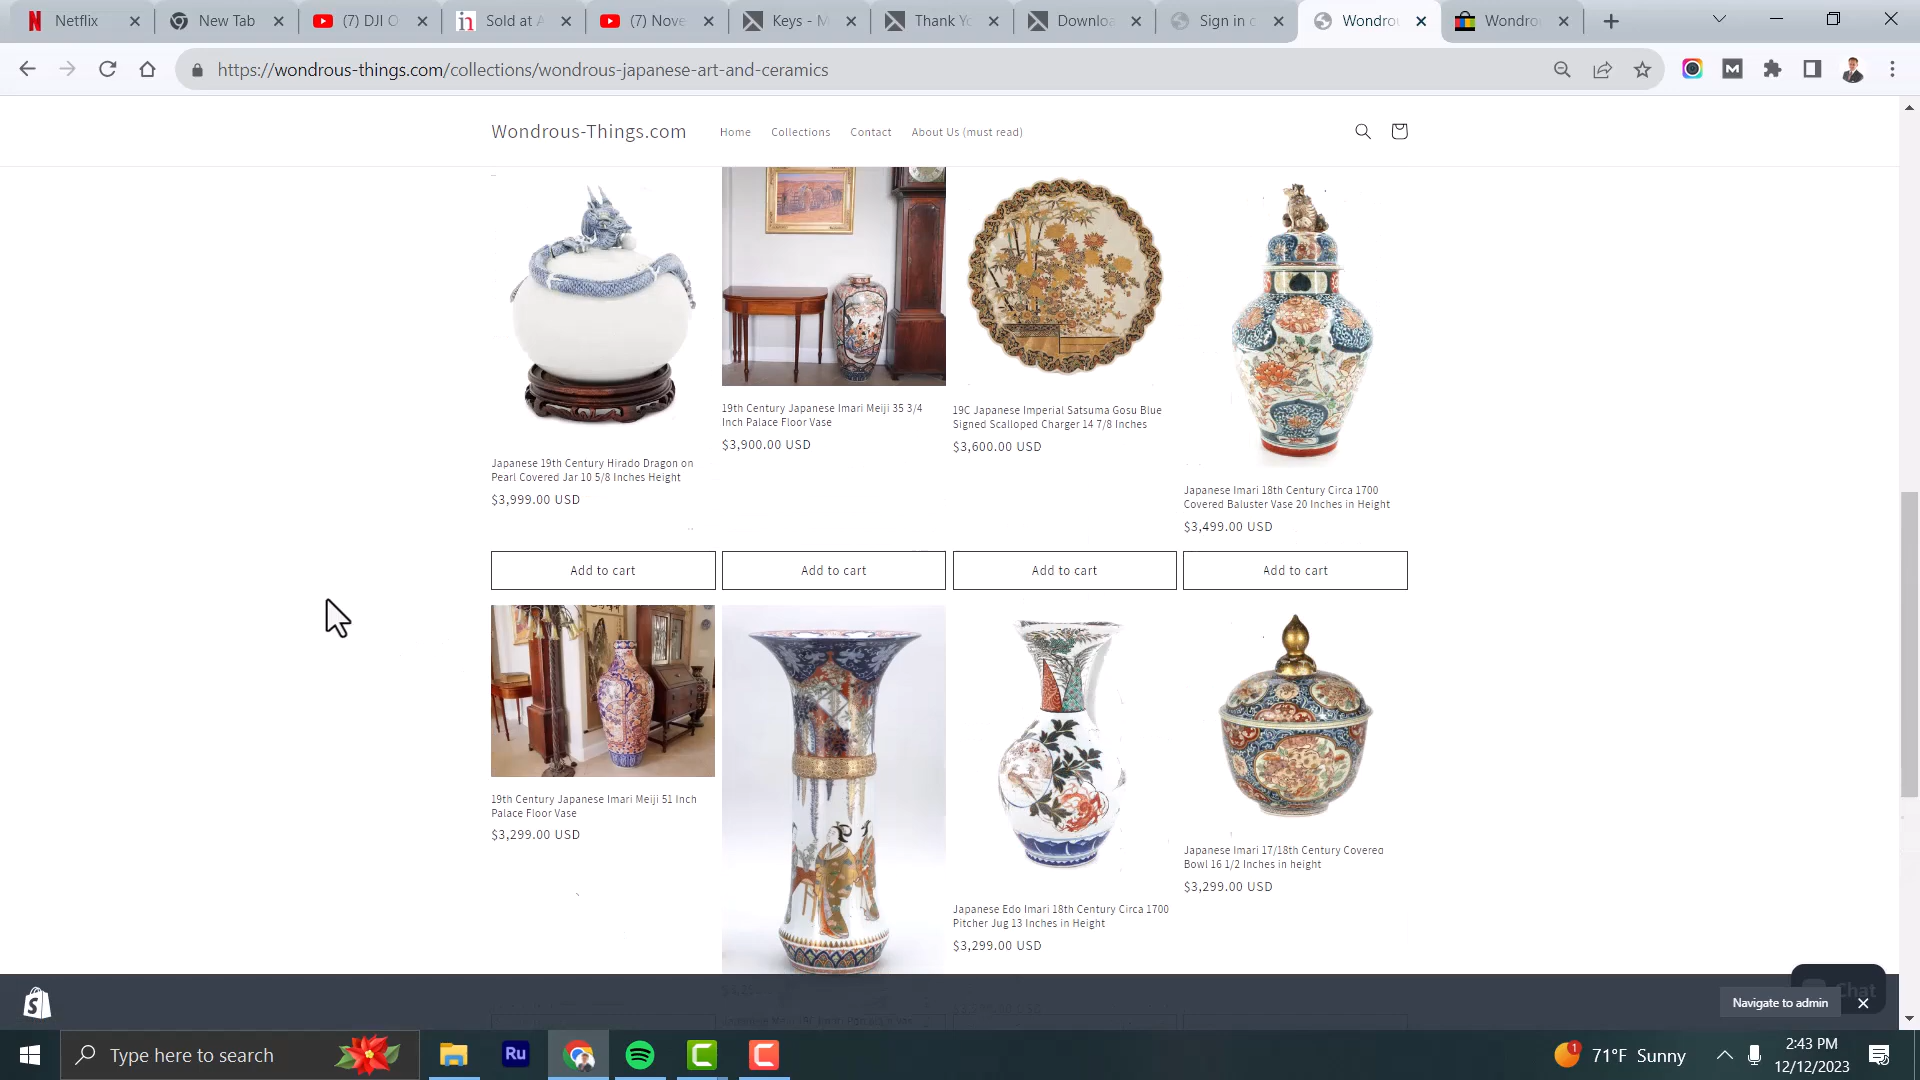 Netflix
New Tab
(7) DJI O
Sold at A
(7) Nove
Keys - M
Thank Yo
Downloa
Sign in c
Wondrou
Wondro
https://wondrous-things.com/collections/wondrous-japanese-art-and-ceramics
Wondrous-Things.com
Home
Collections
Contact
About Us (must read)
Japanese 19th Century Hirado Dragon on
Pearl Covered Jar 10 5/8 Inches Height
$3,999.00 USD
19th Century Japanese Imari Meiji 35 3/4
Inch Palace Floor Vase
$3,900.00 USD
19C Japanese Imperial Satsuma Gosu Blue
Signed Scalloped Charger 14 7/8 Inches
$3,600.00 USD
Japanese Imari 18th Century Circa 1700
Covered Baluster Vase 20 Inches in Height
$3,499.00 USD
Add to cart
Add to cart
Add to cart
Add to cart
19th Century Japanese Imari Meiji 51 Inch
Palace Floor Vase
$3,299.00 USD
Japanese Edo Imari 18th Century Circa 1700
Pitcher Jug 13 Inches in Height
$3,299.00 USD
Japanese Imari 17/18th Century Covered
Bowl 16 1/2 Inches in height
$3,299.00 USD
Chat
Navigate to admin
Type here to search
Ru
1
71°F Sunny
2:43 PM
12/12/2023